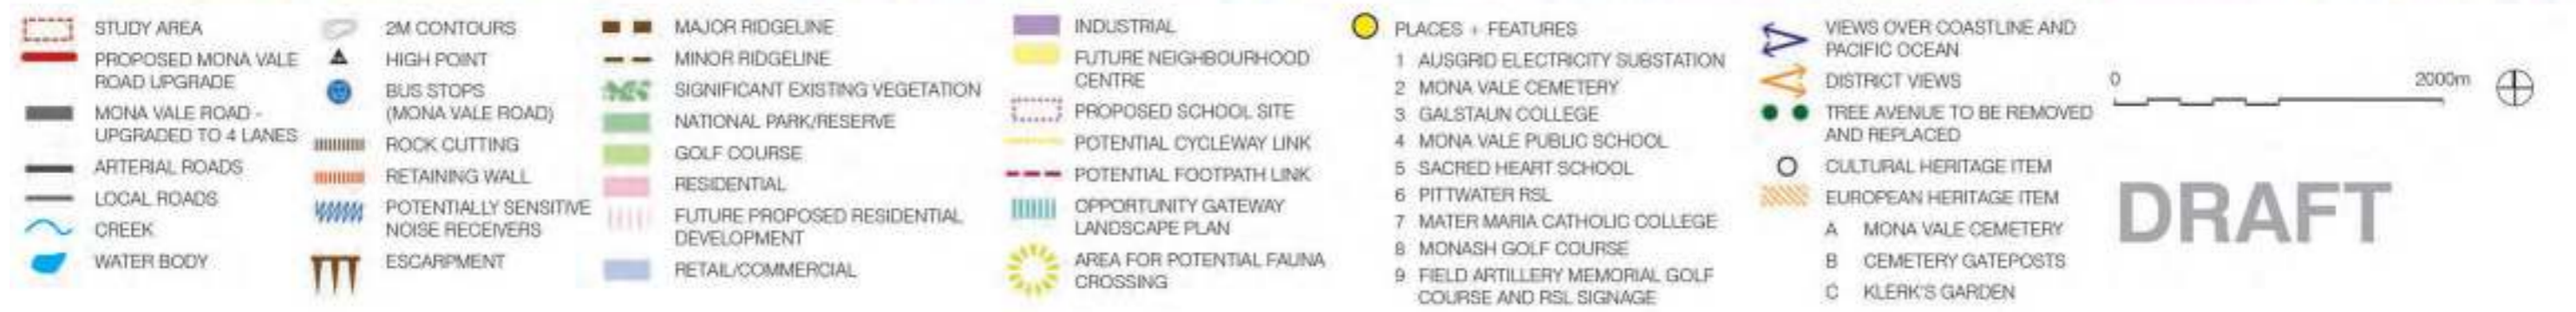 STUDY AREA
PROPOSED MONA VALE
ROAD UPGRADE
MONA VALE ROAD -
UPGRADED TO 4 LANES
ARTERIAL ROADS
LOCAL ROADS
CREEK
WATER BODY
2M CONTOURS
HIGH POINT
BUS STOPS
(MONA VALE ROAD)
ROCK CUTTING
RETAINING WALL
POTENTIALLY SENSITIVE
NOISE RECEIVERS
ESCARPMENT
MAJOR RIDGELINE
MINOR RIDGELINE
SIGNIFICANT EXISTING VEGETATION
NATIONAL PARK/RESERVE
GOLF COURSE
RESIDENTIAL
FUTURE PROPOSED RESIDENTIAL
DEVELOPMENT
RETAIL/COMMERCIAL
INDUSTRIAL
FUTURE NEIGHBOURHOOD
CENTRE
PROPOSED SCHOOL SITE
POTENTIAL CYCLEWAY LINK
POTENTIAL FOOTPATH LINK
OPPORTUNITY GATEWAY
LANDSCAPE PLAN
AREA FOR POTENTIAL FAUNA
CROSSING
PLACES + FEATURES
1 AUSGRID ELECTRICITY SUBSTATION
2 MONA VALE CEMETERY
3 GALSTAUN COLLEGE
4 MONA VALE PUBLIC SCHOOL
5 SACRED HEART SCHOOL
6 PITTWATER RSL
7 MATER MARIA CATHOLIC COLLEGE
8 MONASH GOLF COURSE
9 FIELD ARTILLERY MEMORIAL GOLF
COURSE AND RSL SIGNAGE
VIEWS OVER COASTLINE AND
PACIFIC OCEAN
DISTRICT VIEWS
TREE AVENUE TO BE REMOVED
AND REPLACED
CULTURAL HERITAGE ITEM
EUROPEAN HERITAGE ITEM
A MONA VALE CEMETERY
B CEMETERY GATEPOSTS
C KLERK'S GARDEN
0 2000m
DRAFT